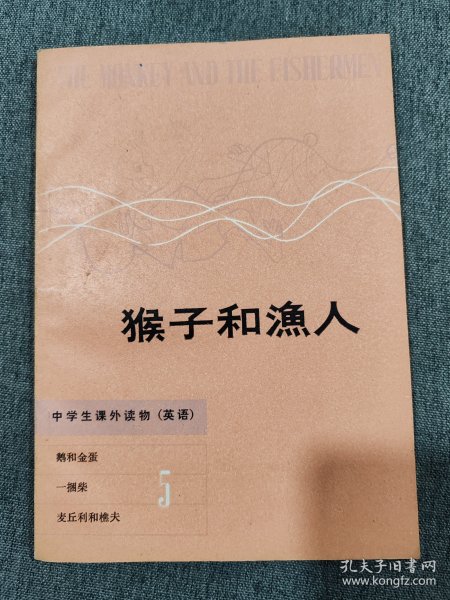 THE MONKEY AND THE FISHERMEN
猴子和漁人
中学生课外读物（英语）
鹅和金蛋
一捆柴
5
麦丘利和樵夫
孔夫子旧书网
www.kongfz.com